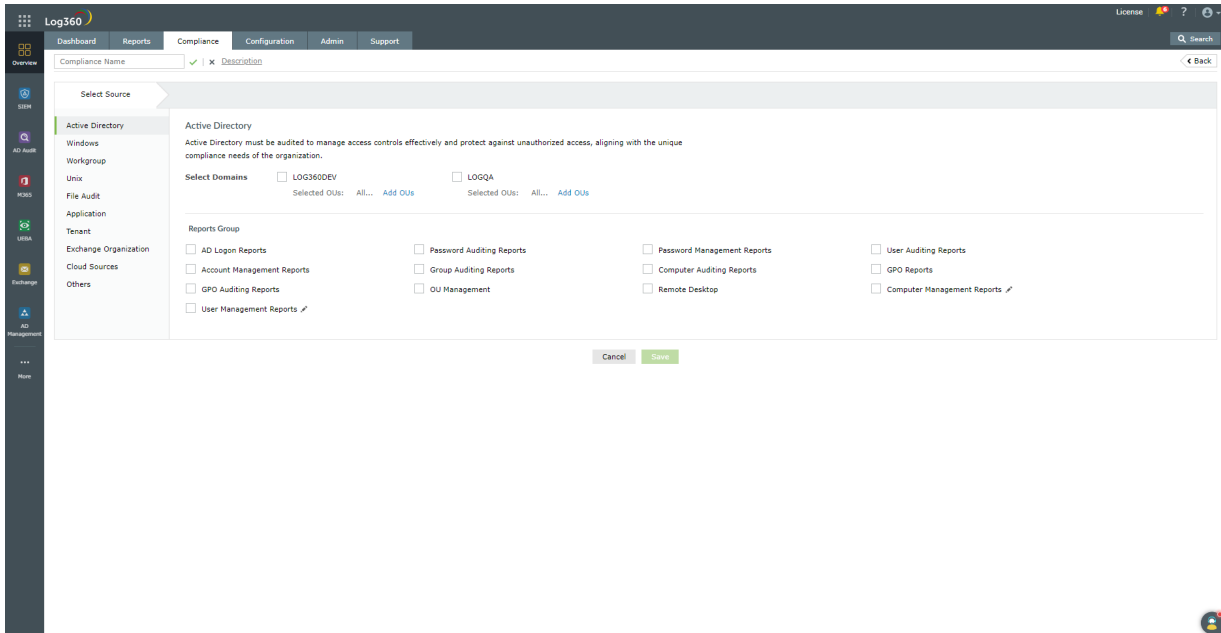 Log360
License 6 ?
Dashboard Reports Compliance Configuration Admin Support Search
Overview
Compliance Name Description Back
SIEM
AD Audit
M365
UEBA
Exchange
AD
Management
More
Select Source
Active Directory
Windows
Workgroup
Unix
File Audit
Application
Tenant
Exchange Organization
Cloud Sources
Others
Active Directory
Active Directory must be audited to manage access controls effectively and protect against unauthorized access, aligning with the unique
compliance needs of the organization.
Select Domains LOG360DEV LOGQA
Selected OUs: All... Add OUs Selected OUs: All... Add OUs
Reports Group
AD Logon Reports Password Auditing Reports Password Management Reports User Auditing Reports
Account Management Reports Group Auditing Reports Computer Auditing Reports GPO Reports
GPO Auditing Reports OU Management Remote Desktop Computer Management Reports
User Management Reports
Cancel Save